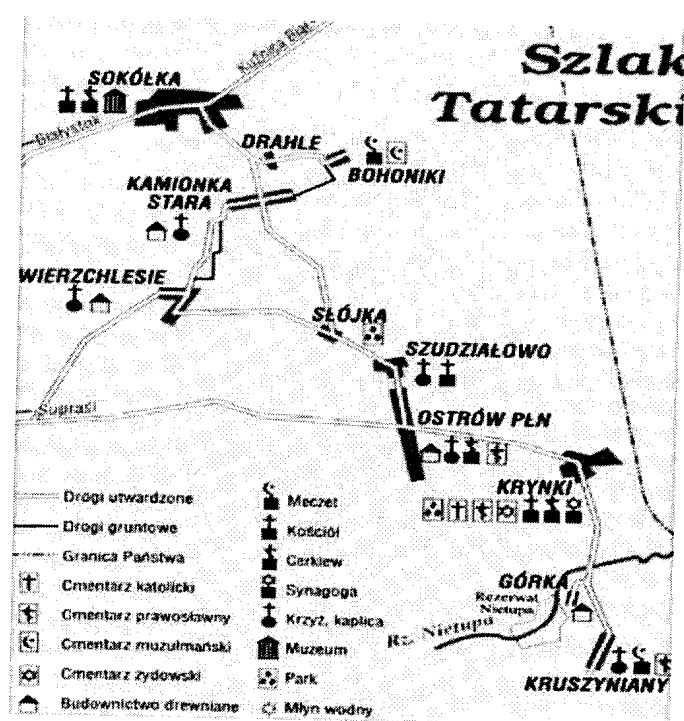 Szlak
Tatarski
SOKÓŁKA
Kuźnica
Białystok
DRAHLE
BOHONIKI
KAMIONKA
STARA
WIERZCHLESIE
SŁÓJKA
SZUDZIAŁOWO
Supraśl
OSTRÓW PŁN
KRYNKI
GÓRKA
Rezerwat
Nietupa
Rz. Nietupa
KRUSZYNIANY
Drogi utwardzone
Drogi gruntowe
Granica Państwa
Cmentarz katolicki
Cmentarz prawosławny
Cmentarz muzułmański
Cmentarz zydowski
Budownictwo drewniane
Meczet
Kościół
Cerkiew
Synagoga
Krzyż, kaplica
Muzeum
Park
Młyn wodny